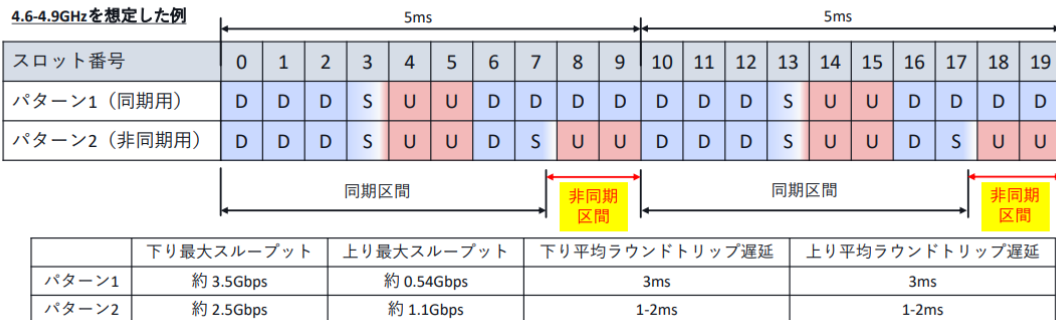 4.6-4.9GHzを想定した例
5ms 5ms
スロット番号 0 1 2 3 4 5 6 7 8 9 10 11 12 13 14 15 16 17 18 19
パターン1（同期用） D D D S U U D D D D D D D S U U D D D D
パターン2（非同期用） D D D S U U D S U U D D D S U U D S U U
同期区間 非同期区間 同期区間 非同期区間
下り最大スループット 上り最大スループット 下り平均ラウンドトリップ遅延 上り平均ラウンドトリップ遅延
パターン1 約 3.5Gbps 約 0.54Gbps 3ms 3ms
パターン2 約 2.5Gbps 約 1.1Gbps 1-2ms 1-2ms